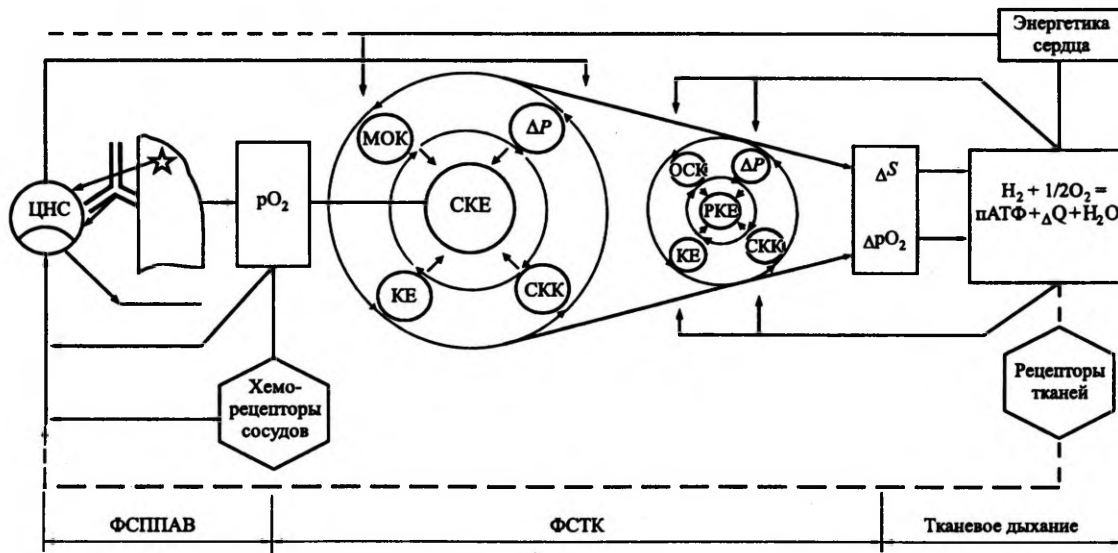 Энергетика
сердца
МОК
ΔP
ЦНС
pO₂
СКЕ
КЕ
СКК
ОСК
ΔP
РКЕ
КЕ
СКК
ΔS
ΔpO₂
H₂ + 1/2O₂ =
пАТФ + ΔQ + H₂O
Хемо-
рецепторы
сосудов
Рецепторы
тканей
ФСППАВ
ФСТК
Тканевое дыхание